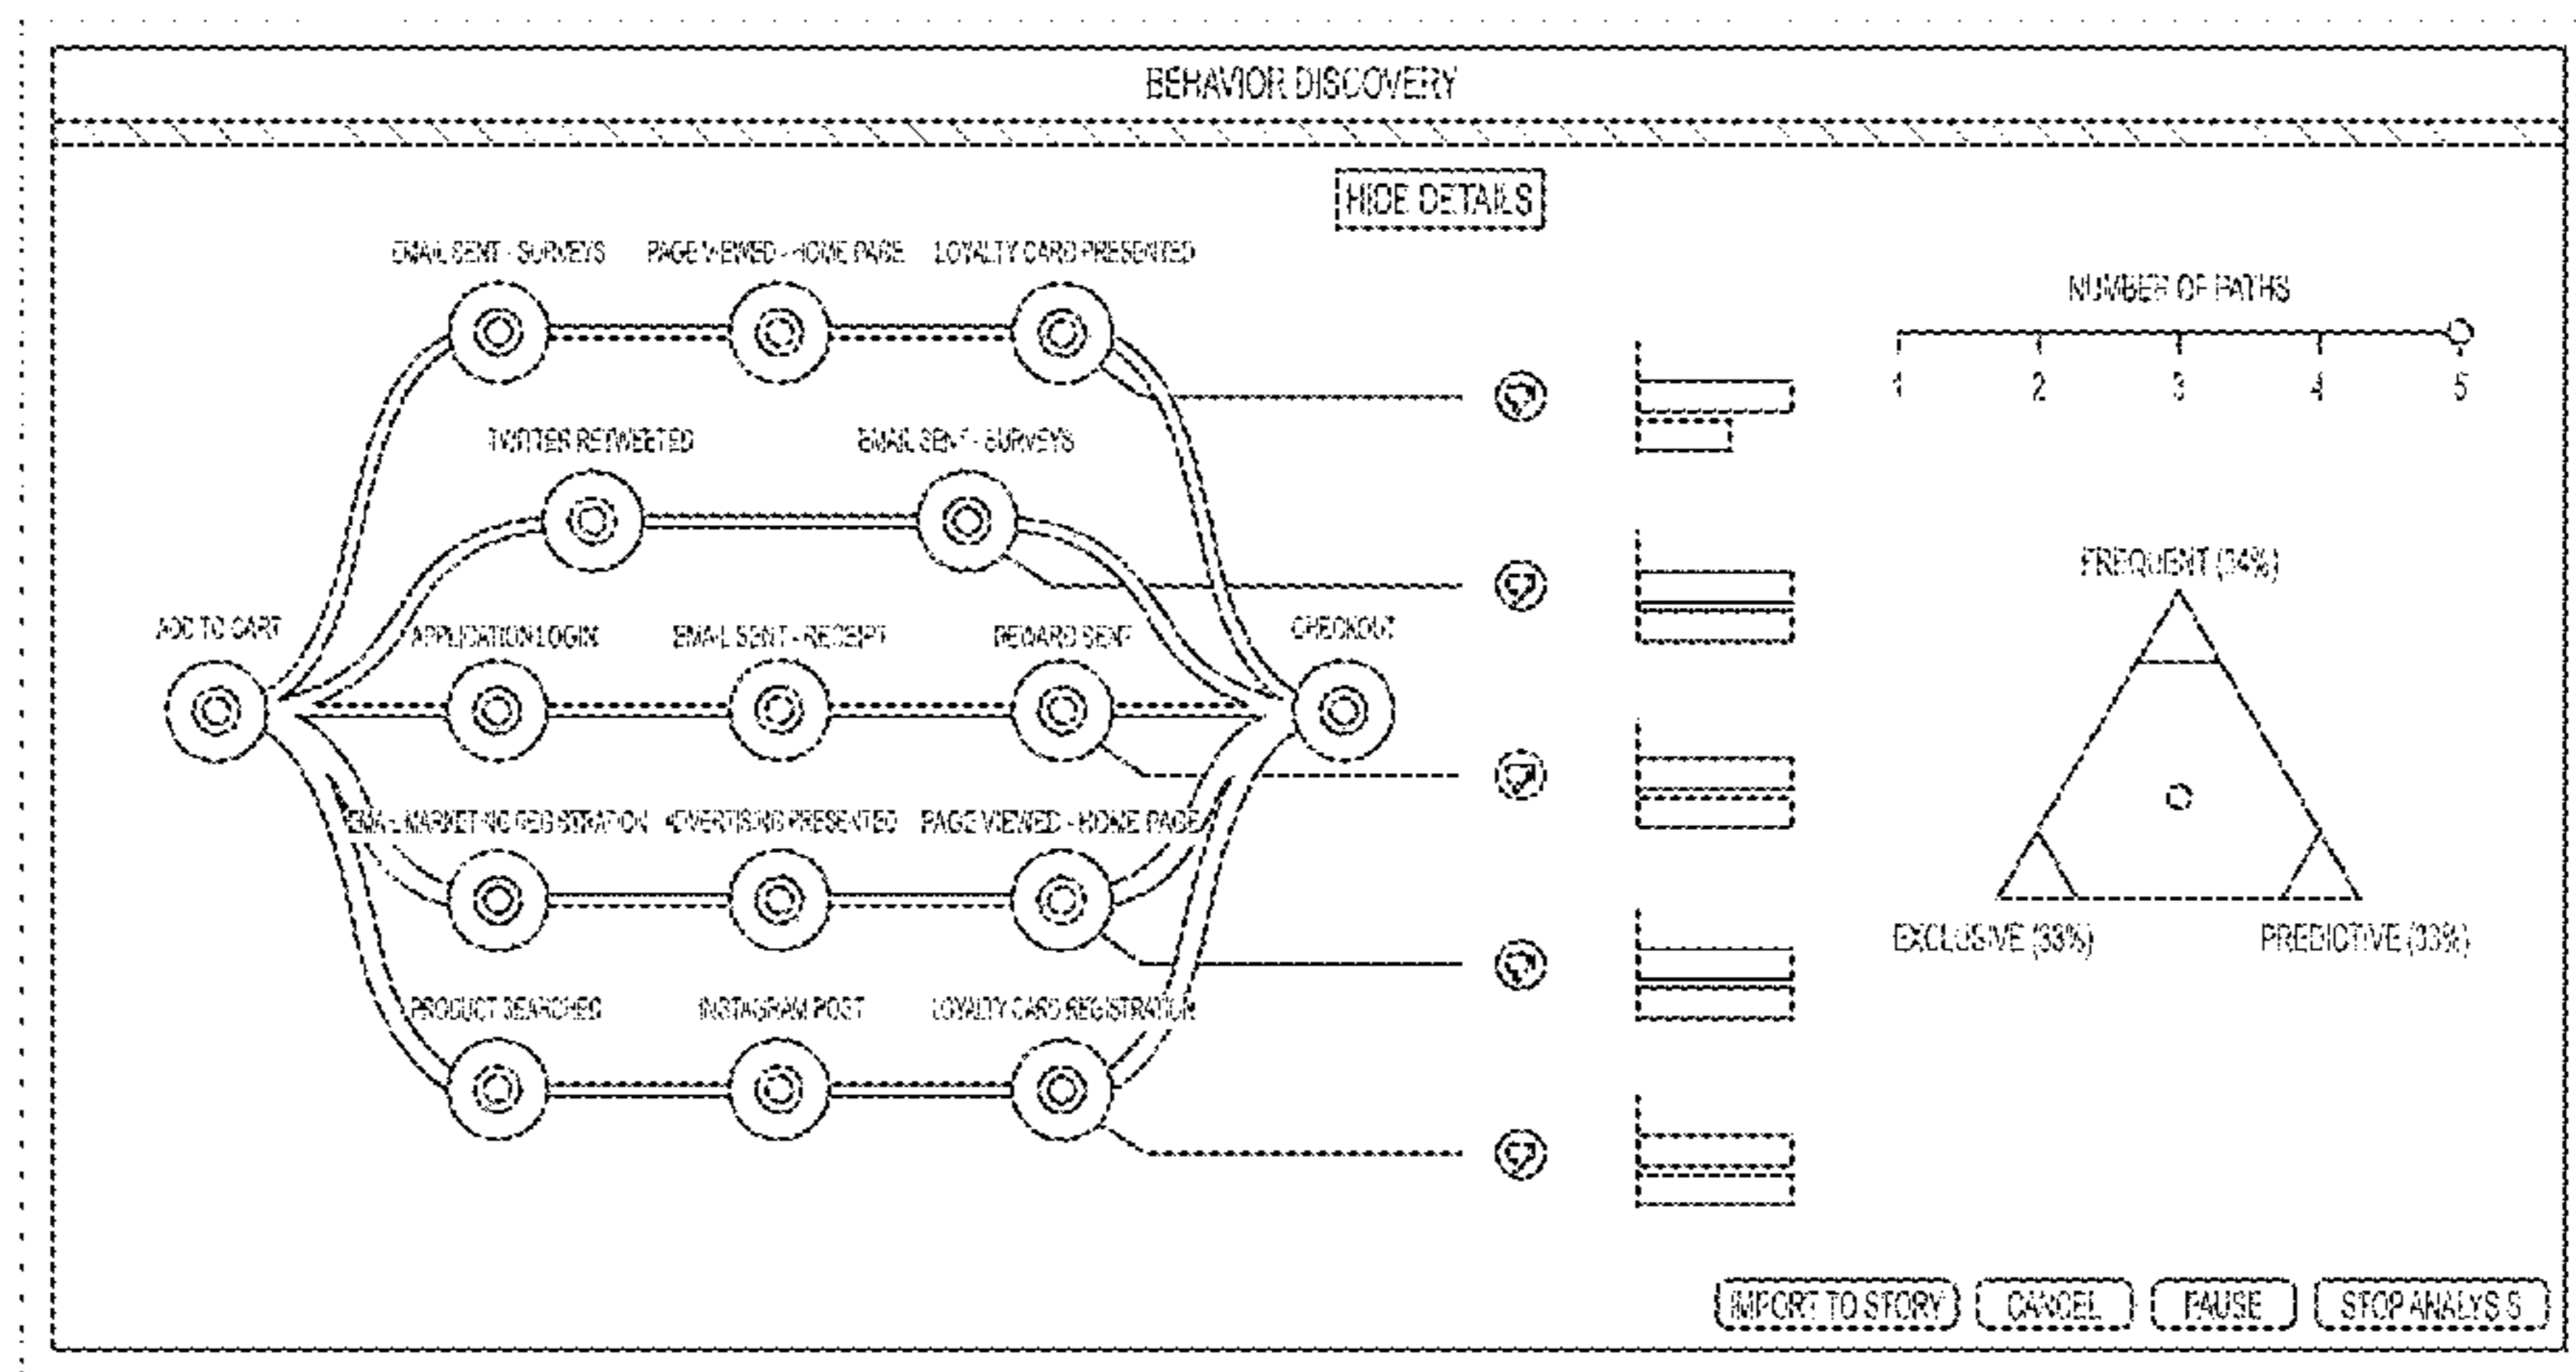 BEHAVIOR DISCOVERY
HIDE DETAILS
EMAIL SENT - SURVEYS PAGE VIEWED - HOME PAGE LOYALTY CARD PRESENTED
NUMBER OF PATHS
1 2 3 4 5
TWITTER RETWEETED EMAIL SENT - SURVEYS
FREQUENT (34%)
ADD TO CART APPLICATION LOGIN EMAIL SENT - RECEIPT REWARD SENT CHECKOUT
EMAIL MARKETING REGISTRATION ADVERTISING PRESENTED PAGE VIEWED - HOME PAGE
EXCLUSIVE (33%) PREDICTIVE (33%)
PRODUCT SEARCHED INSTAGRAM POST LOYALTY CARD REGISTRATION
IMPORT TO STORY CANCEL PAUSE STOP ANALYSIS